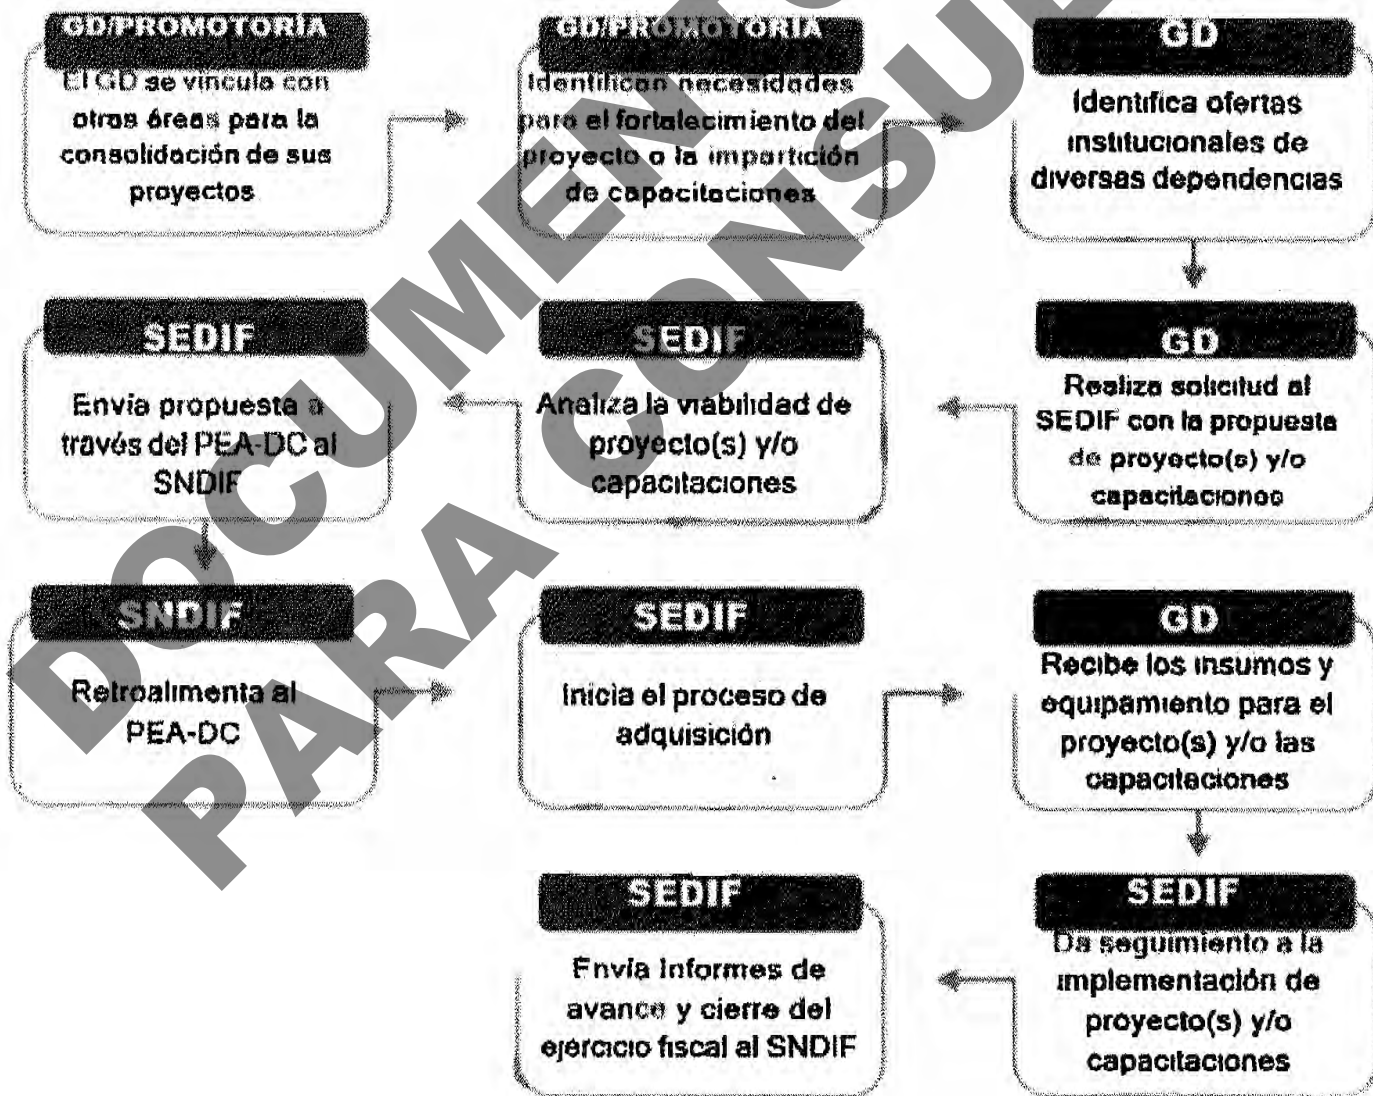 GD/PROMOTORÍA
El GD se vincula con
otras áreas para la
consolidación de sus
proyectos
GD/PROMOTORÍA
Identifican necesidades
para el fortalecimiento del
proyecto o la impartición
de capacitaciones
GD
Identifica ofertas
institucionales de
diversas dependencias
GD
Realiza solicitud al
SEDIF con la propuesta
de proyecto(s) y/o
capacitaciones
SEDIF
Analiza la viabilidad de
proyecto(s) y/o
capacitaciones
SEDIF
Envía propuesta a
través del PEA-DC al
SNDIF
SNDIF
Retroalimenta al
PEA-DC
SEDIF
Inicia el proceso de
adquisición
GD
Recibe los insumos y
equipamiento para el
proyecto(s) y/o las
capacitaciones
SEDIF
Da seguimiento a la
implementación de
proyecto(s) y/o
capacitaciones
SEDIF
Envía Informes de
avance y cierre del
ejercicio fiscal al SNDIF
DOCUMENTO
PARA CONSUL